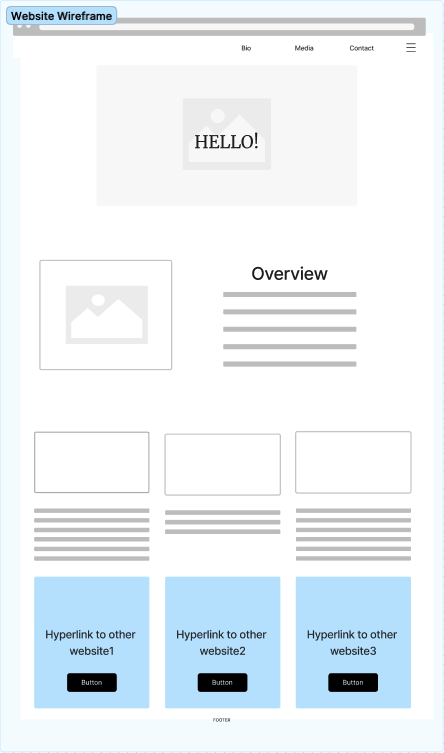 Website Wireframe
Bio Media Contact
HELLO!
Overview
Hyperlink to other
website1
Button
Hyperlink to other
website2
Button
Hyperlink to other
website3
Button
FOOTER